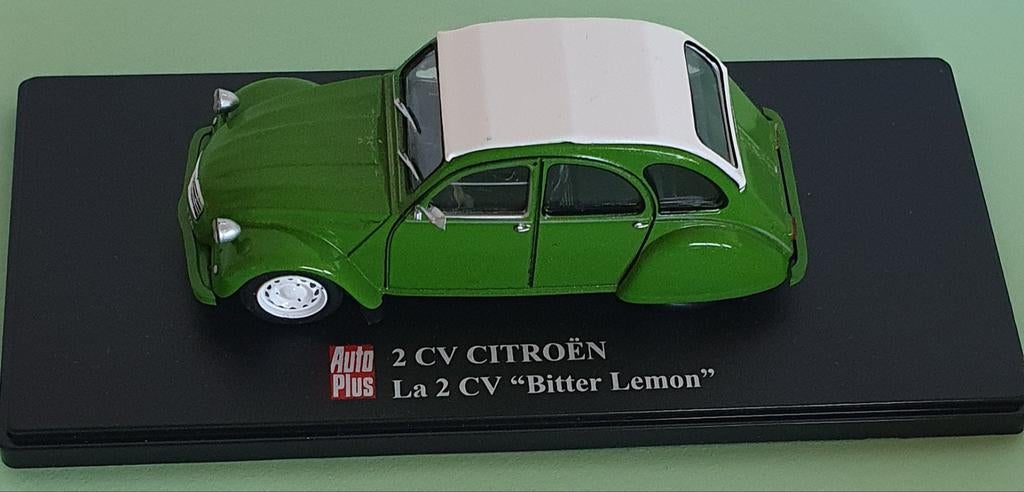 Auto
Plus
2 CV CITROËN
La 2 CV “Bitter Lemon”